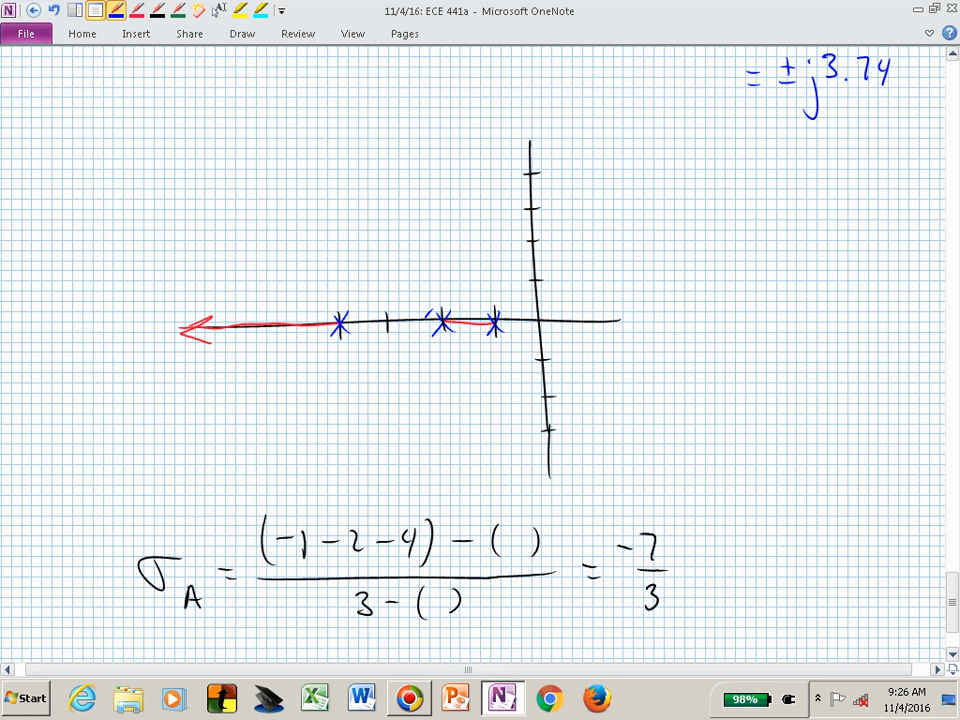 11/4/16: ECE 441a - Microsoft OneNote
File Home Insert Share Draw Review View Pages
= ± j3.74
σ_A = ((-1 -2 -4) - ( )) / (3 - ( )) = -7/3
Start
98%
9:26 AM
11/4/2016